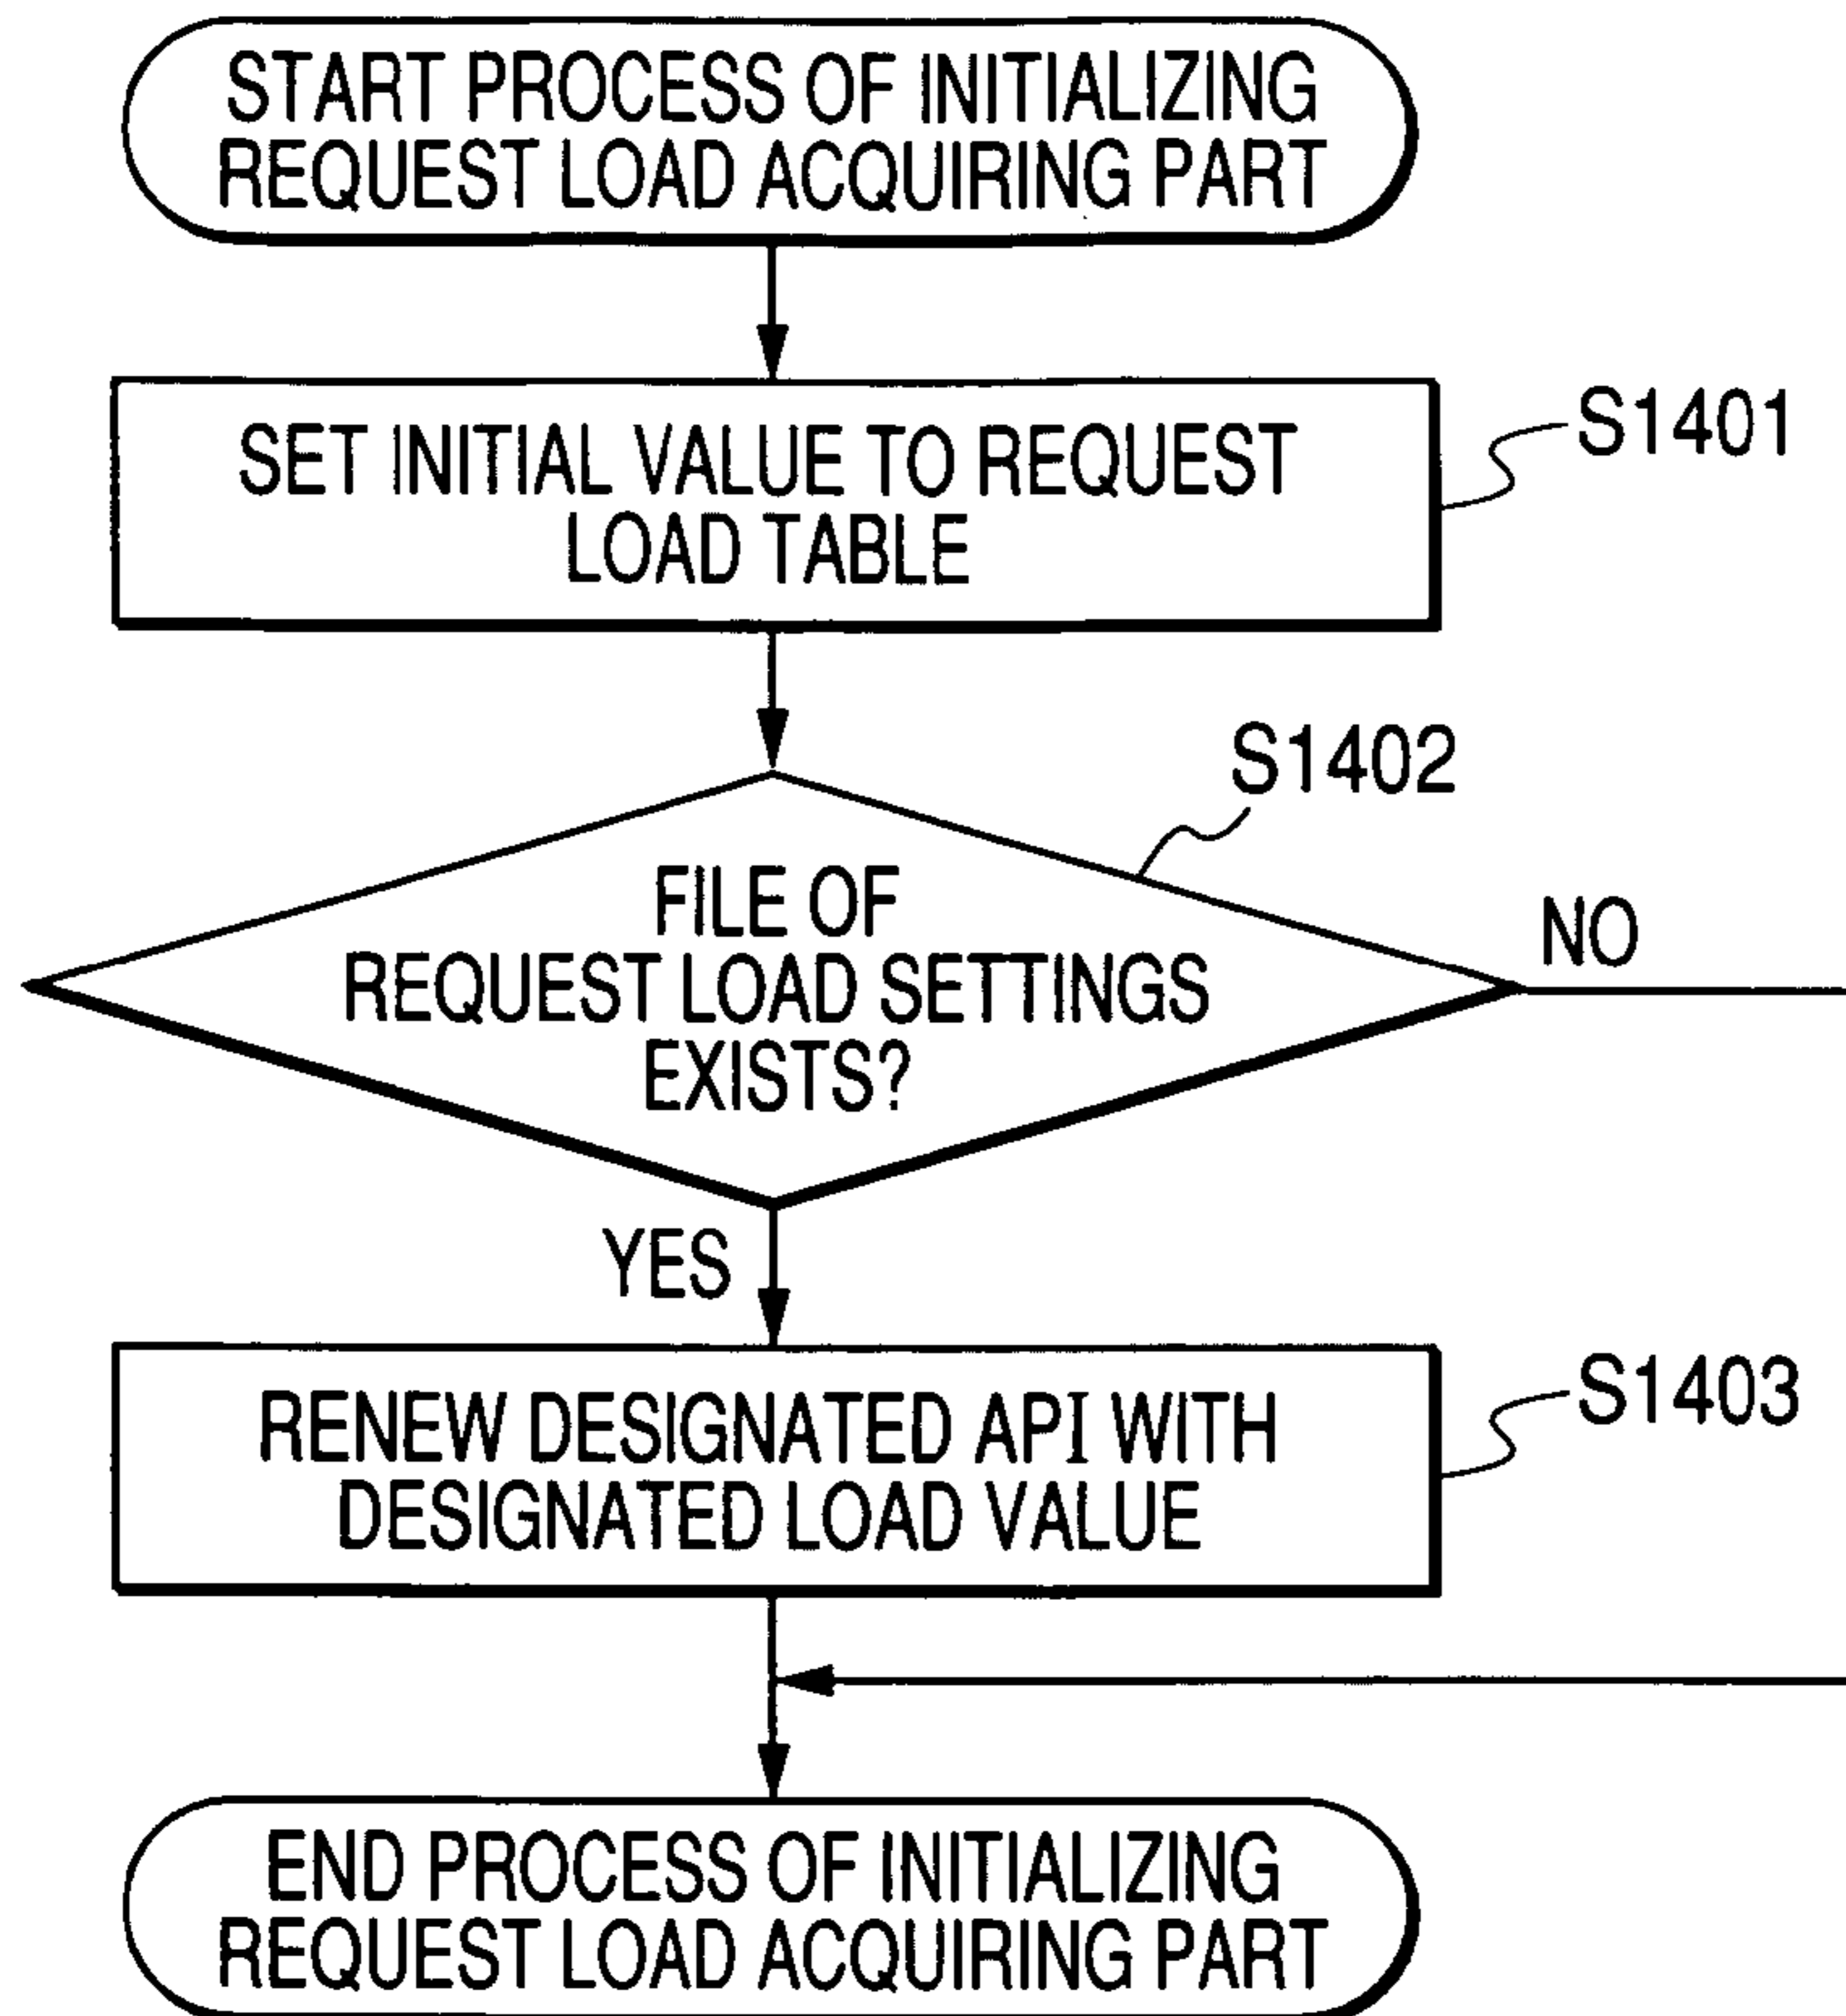 START PROCESS OF INITIALIZING
REQUEST LOAD ACQUIRING PART
SET INITIAL VALUE TO REQUEST
LOAD TABLE
S1401
S1402
FILE OF
REQUEST LOAD SETTINGS
EXISTS?
NO
YES
RENEW DESIGNATED API WITH
DESIGNATED LOAD VALUE
S1403
END PROCESS OF INITIALIZING
REQUEST LOAD ACQUIRING PART